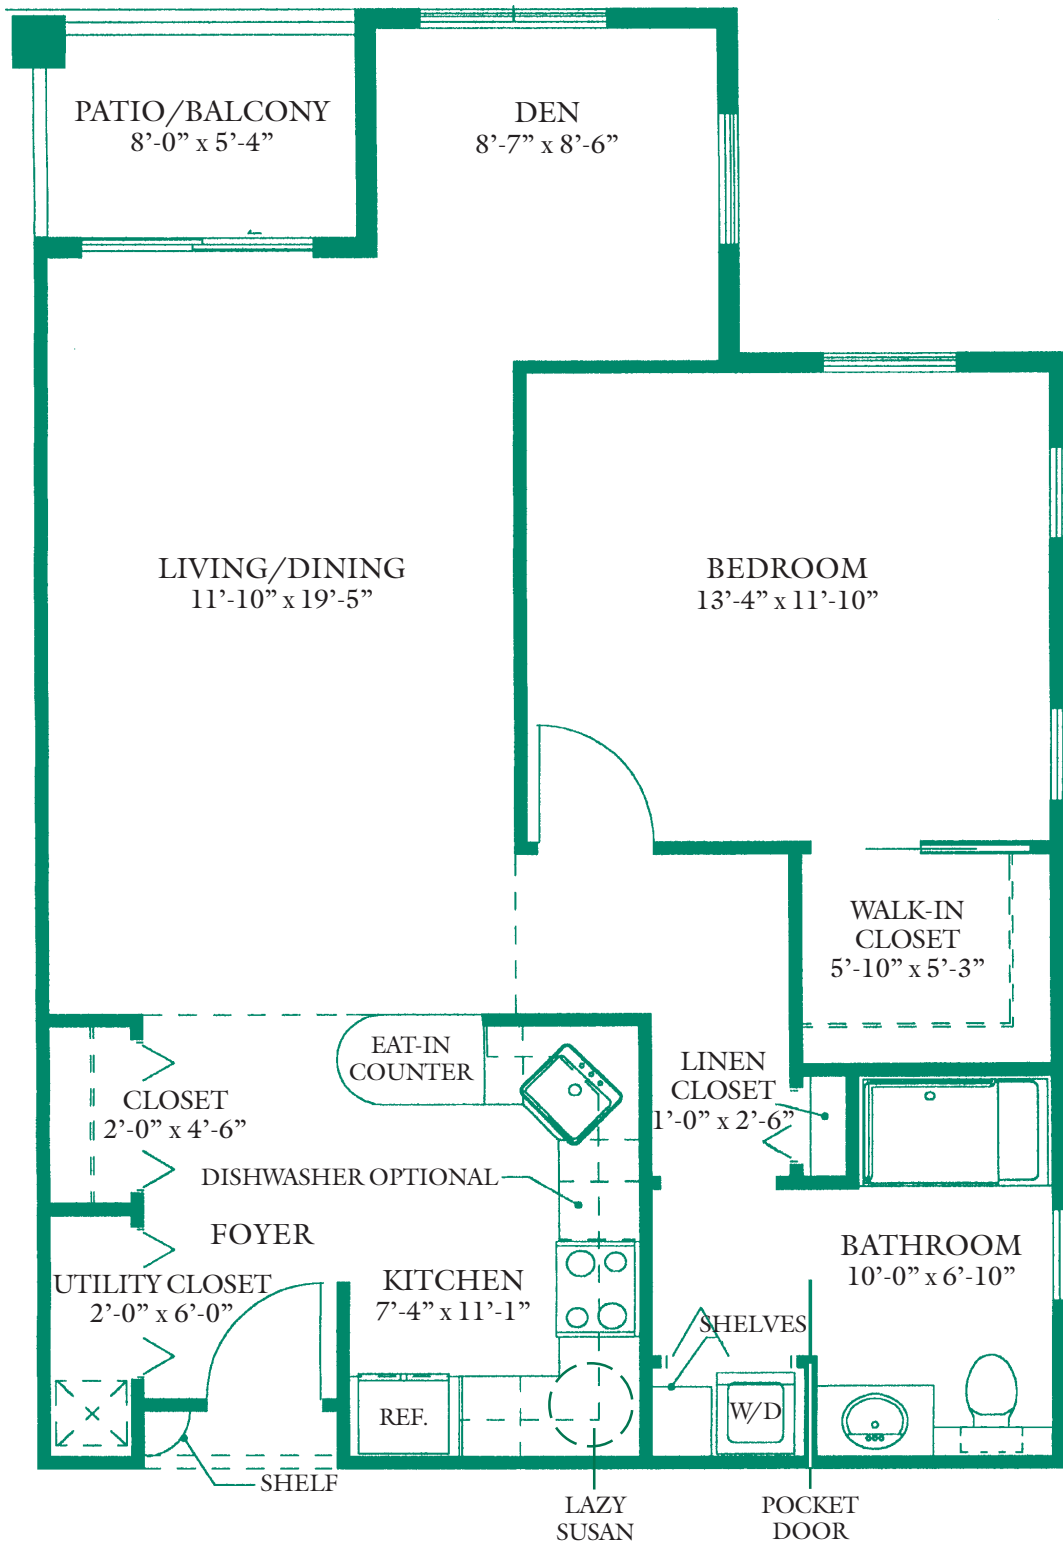 PATIO/BALCONY
8’-0” x 5’-4”
DEN
8’-7” x 8’-6”
LIVING/DINING
11’-10” x 19’-5”
BEDROOM
13’-4” x 11’-10”
WALK-IN
CLOSET
5’-10” x 5’-3”
EAT-IN
COUNTER
LINEN
CLOSET
1’-0” x 2’-6”
CLOSET
2’-0” x 4’-6”
DISHWASHER OPTIONAL
FOYER
BATHROOM
10’-0” x 6’-10”
UTILITY CLOSET
2’-0” x 6’-0”
KITCHEN
7’-4” x 11’-1”
SHELVES
REF.
W/D
SHELF
LAZY
SUSAN
POCKET
DOOR